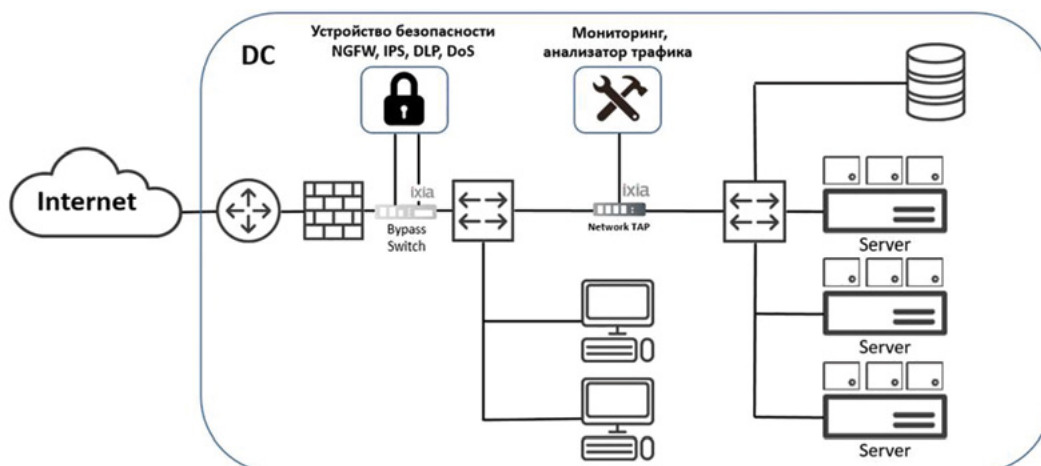 Устройство безопасности
NGFW, IPS, DLP, DoS
Мониторинг,
анализатор трафика
DC
Internet
ixia
Bypass
Switch
ixia
Network TAP
Server
Server
Server